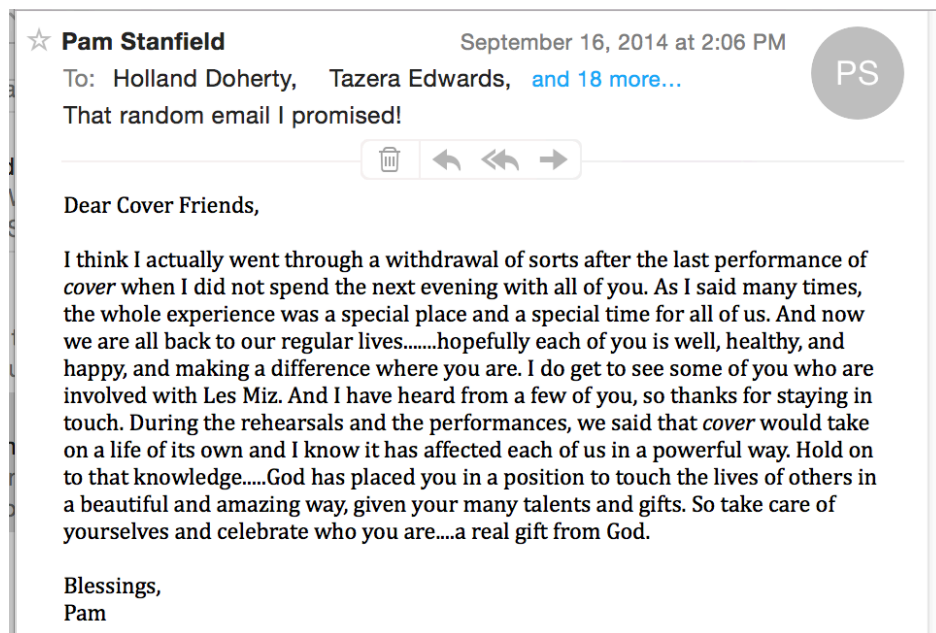 Pam Stanfield September 16, 2014 at 2:06 PM
PS
To: Holland Doherty, Tazera Edwards, and 18 more...
That random email I promised!
Dear Cover Friends,
I think I actually went through a withdrawal of sorts after the last performance of
cover when I did not spend the next evening with all of you. As I said many times,
the whole experience was a special place and a special time for all of us. And now
we are all back to our regular lives.......hopefully each of you is well, healthy, and
happy, and making a difference where you are. I do get to see some of you who are
involved with Les Miz. And I have heard from a few of you, so thanks for staying in
touch. During the rehearsals and the performances, we said that cover would take
on a life of its own and I know it has affected each of us in a powerful way. Hold on
to that knowledge.....God has placed you in a position to touch the lives of others in
a beautiful and amazing way, given your many talents and gifts. So take care of
yourselves and celebrate who you are....a real gift from God.
Blessings,
Pam